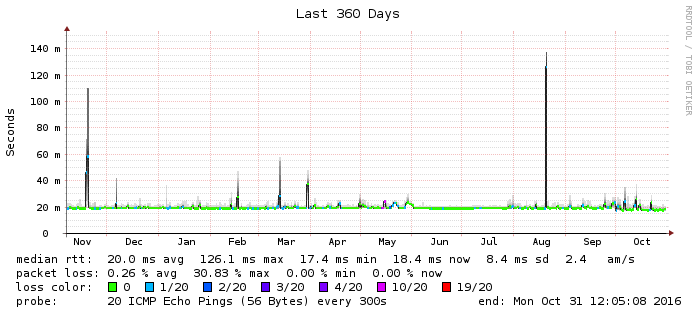 Last 360 Days
RRDTOOL / TOBI OETIKER
Seconds
140 m
120 m
100 m
80 m
60 m
40 m
20 m
0
Nov Dec Jan Feb Mar Apr May Jun Jul Aug Sep Oct
median rtt: 20.0 ms avg 126.1 ms max 17.4 ms min 18.4 ms now 8.4 ms sd 2.4 am/s
packet loss: 0.26 % avg 30.83 % max 0.00 % min 0.00 % now
loss color: 0 1/20 2/20 3/20 4/20 10/20 19/20
probe: 20 ICMP Echo Pings (56 Bytes) every 300s end: Mon Oct 31 12:05:08 2016